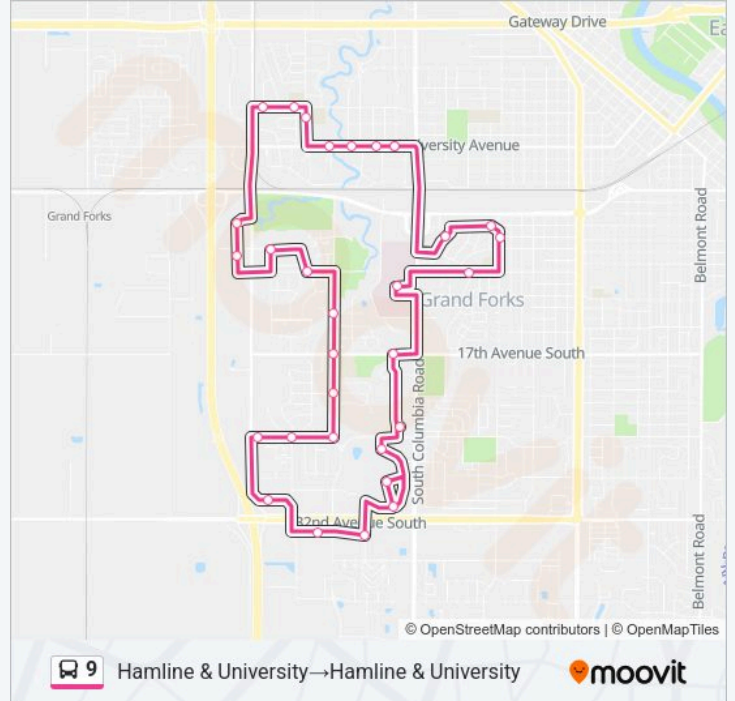 Gateway Drive
Ea
versity Avenue
Grand Forks
Belmont Road
Grand Forks
17th Avenue South
South Columbia Road
32nd Avenue South
Belmont Road
© OpenStreetMap contributors | © OpenMapTiles
9 Hamline & University→Hamline & University
moovit